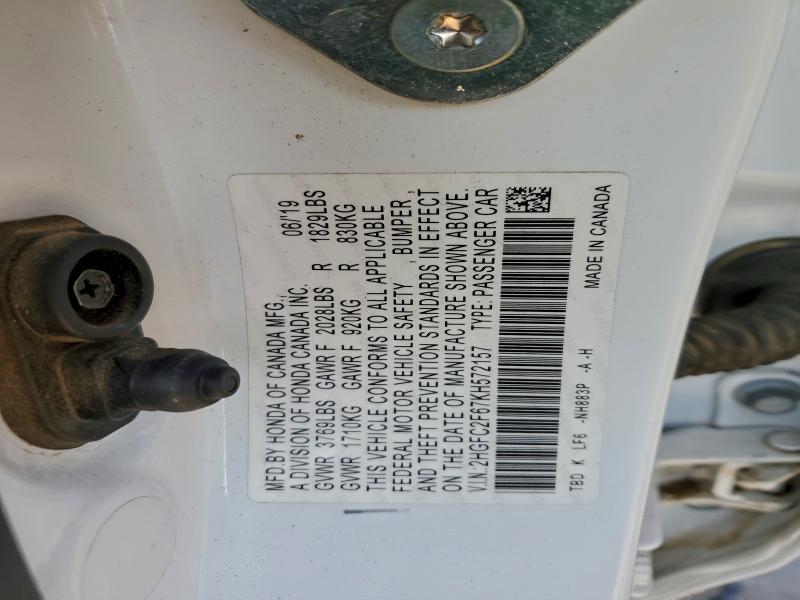 MFD.BY HONDA OF CANADA MFG.,
A DIVISION OF HONDA CANADA INC. 06/'19
GVWR 3769LBS GAWR F 2028LBS R 1829LBS
GVWR 1710KG GAWR F 920KG R 830KG
THIS VEHICLE CONFORMS TO ALL APPLICABLE
FEDERAL MOTOR VEHICLE SAFETY , BUMPER ,
AND THEFT PREVENTION STANDARDS IN EFFECT
ON THE DATE OF MANUFACTURE SHOWN ABOVE.
V.I.N.:2HGFC2F67KH572157 TYPE: PASSENGER CAR
TBD K LF6 -NH883P -A -H MADE IN CANADA